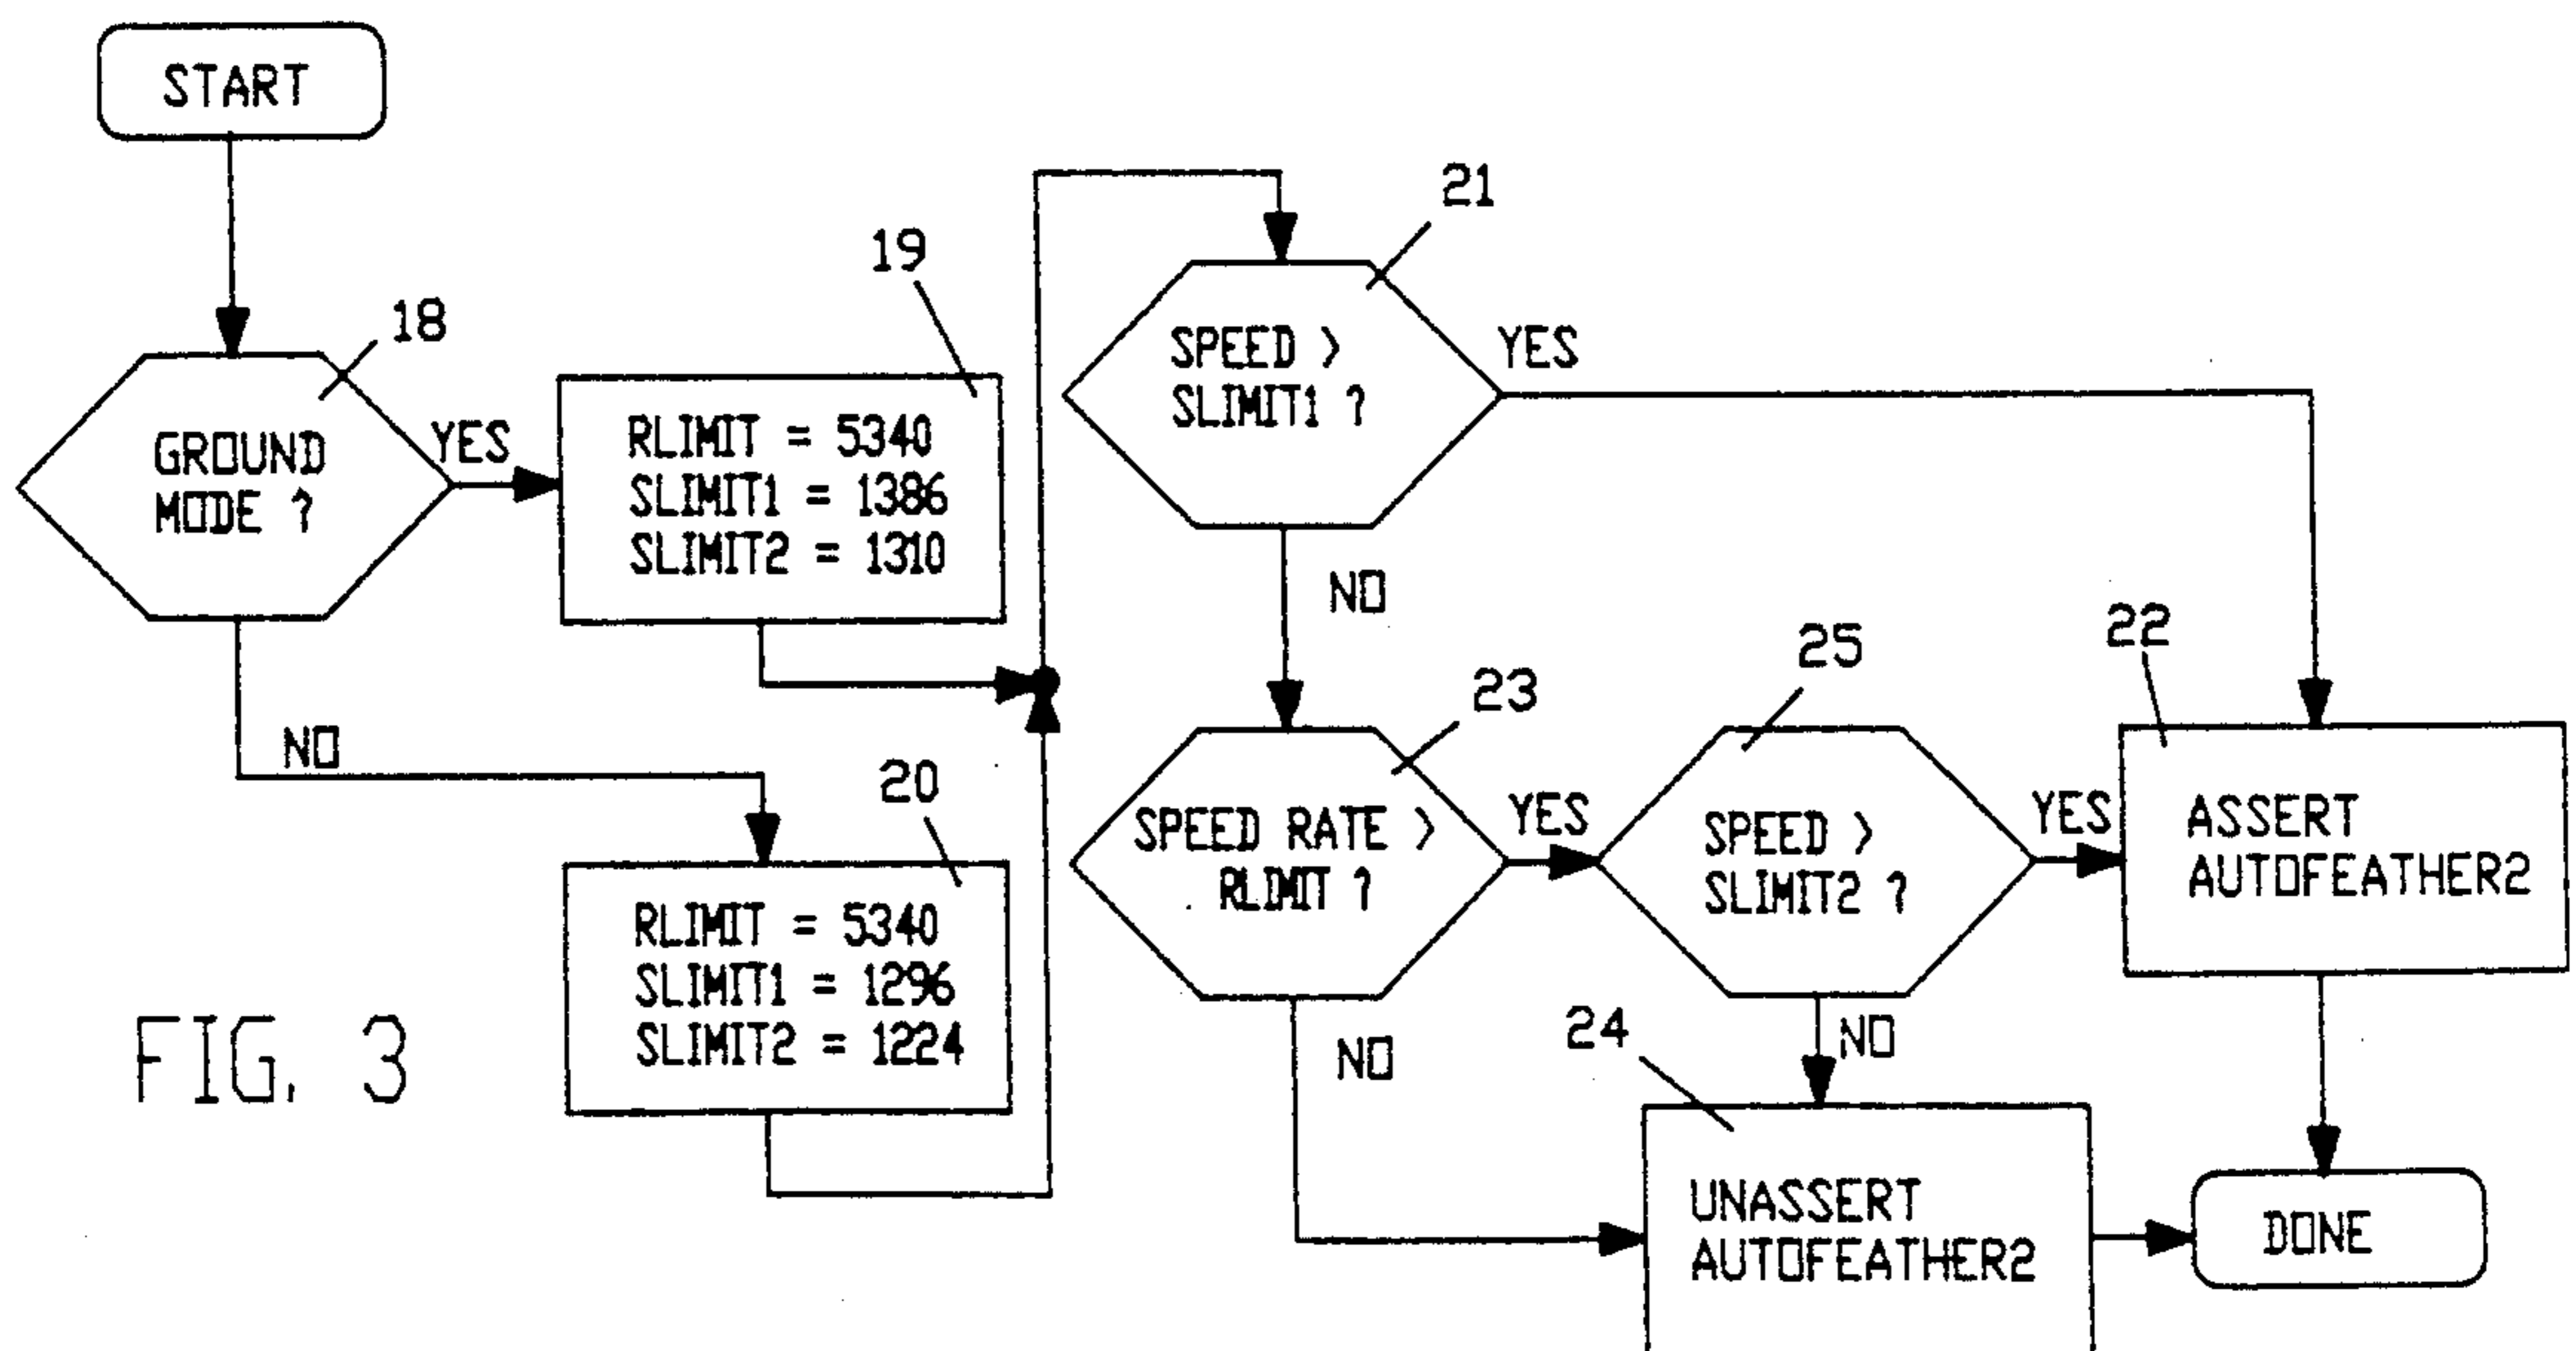 START
18
GROUND
MODE ?
YES
NO
19
RLIMIT = 5340
SLIMIT1 = 1386
SLIMIT2 = 1310
20
RLIMIT = 5340
SLIMIT1 = 1296
SLIMIT2 = 1224
21
SPEED >
SLIMIT1 ?
YES
NO
23
SPEED RATE >
RLIMIT ?
YES
NO
25
SPEED >
SLIMIT2 ?
YES
NO
22
ASSERT
AUTOFEATHER2
24
UNASSERT
AUTOFEATHER2
DONE
FIG. 3